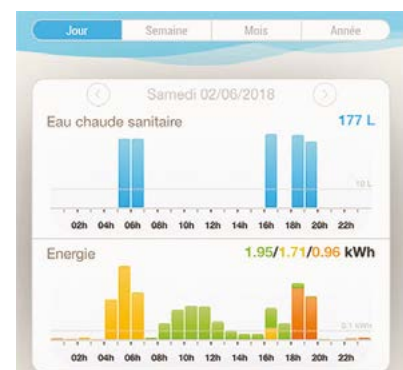 Jour Semaine Mois Année
Samedi 02/06/2018
Eau chaude sanitaire 177 L
10 L
02h 04h 06h 08h 10h 12h 14h 16h 18h 20h 22h
Energie 1.95/1.71/0.96 kWh
0.1 kWh
02h 04h 06h 08h 10h 12h 14h 16h 18h 20h 22h